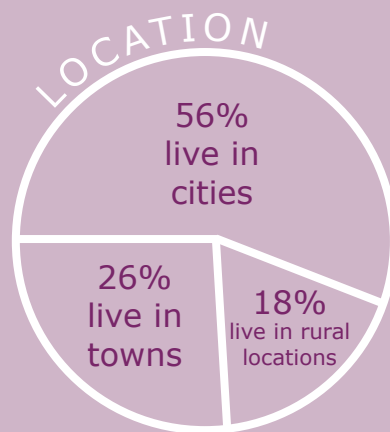 LOCATION
56%
live in
cities
26%
live in
towns
18%
live in rural
locations